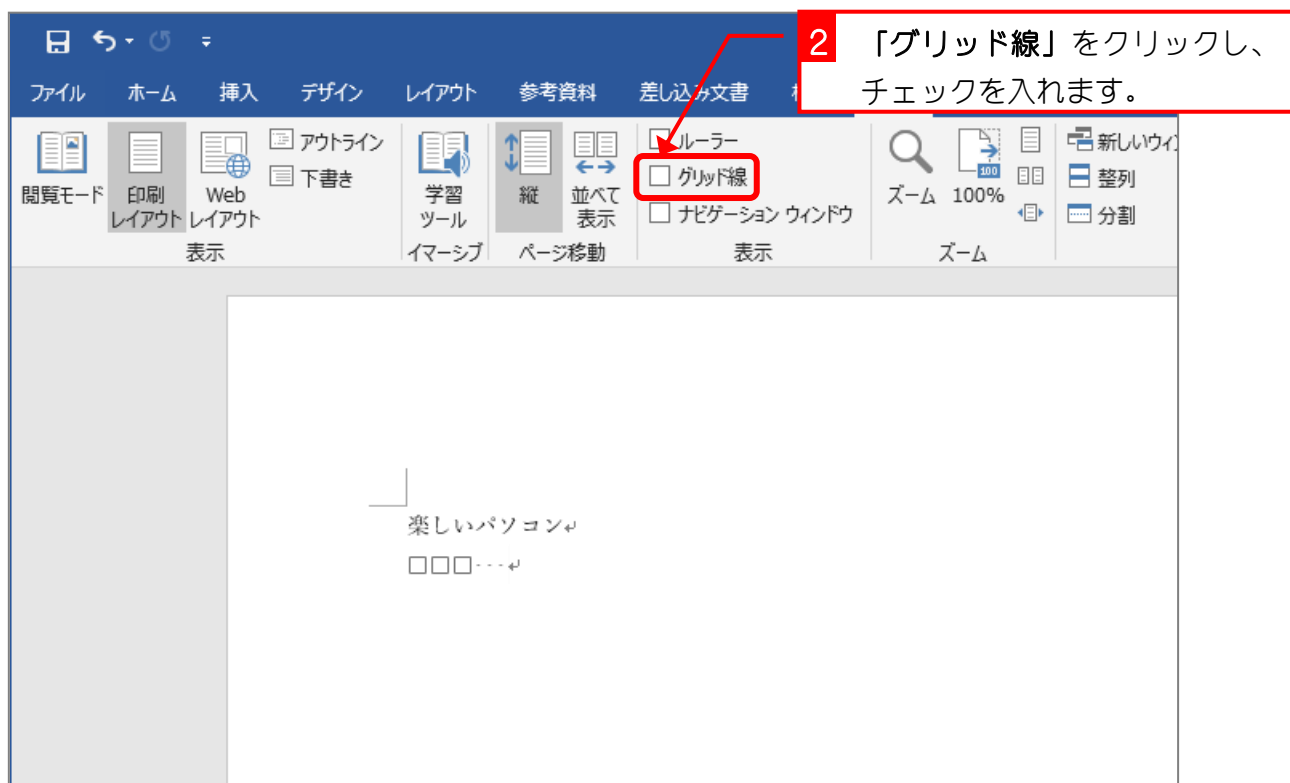 2 「グリッド線」をクリックし、
チェックを入れます。
ファイル ホーム 挿入 デザイン レイアウト 参考資料 差し込み文書
閲覧モード
印刷
レイアウト
Web
レイアウト
アウトライン
下書き
表示
学習
ツール
イマーシブ
縦
並べて
表示
ページ移動
ルーラー
グリッド線
ナビゲーション ウィンドウ
表示
ズーム
100
100%
ズーム
新しいウィ
整列
分割
楽しいパソコン↵
□□□---↵